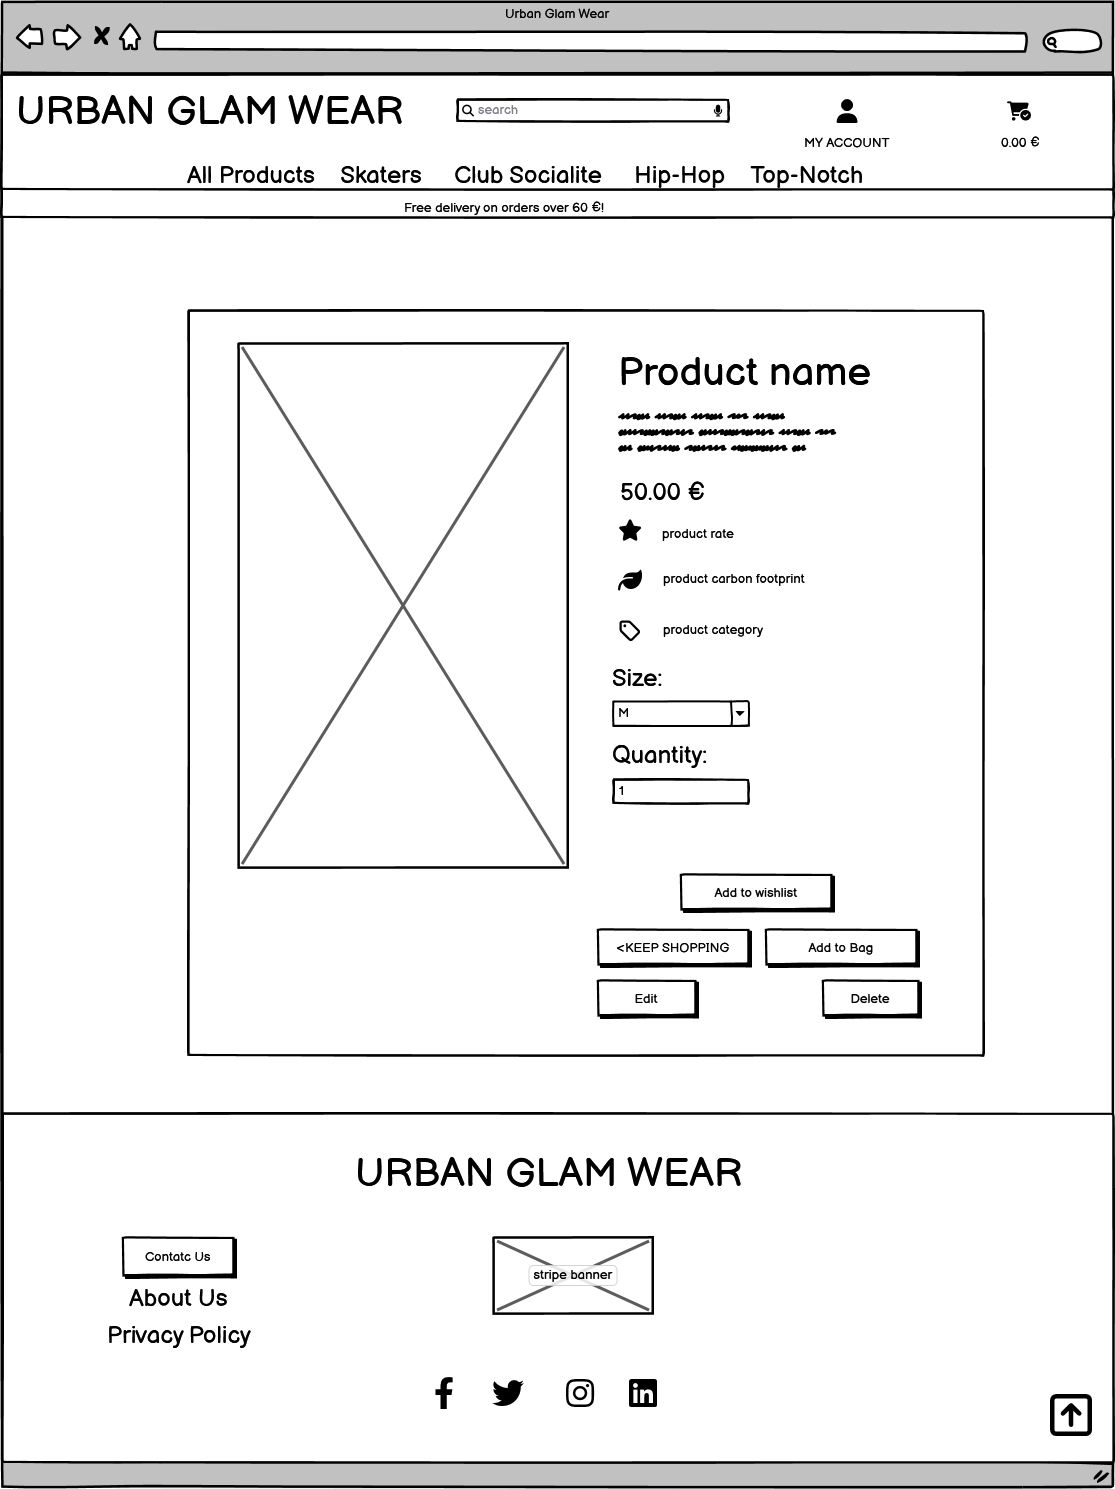 Urban Glam Wear
URBAN GLAM WEAR
search
MY ACCOUNT
0.00 €
All Products Skaters Club Socialite Hip-Hop Top-Notch
Free delivery on orders over 60 €!
Product name
50.00 €
product rate
product carbon footprint
product category
Size:
M
Quantity:
1
Add to wishlist
<KEEP SHOPPING Add to Bag
Edit Delete
URBAN GLAM WEAR
Contatc Us
stripe banner
About Us
Privacy Policy